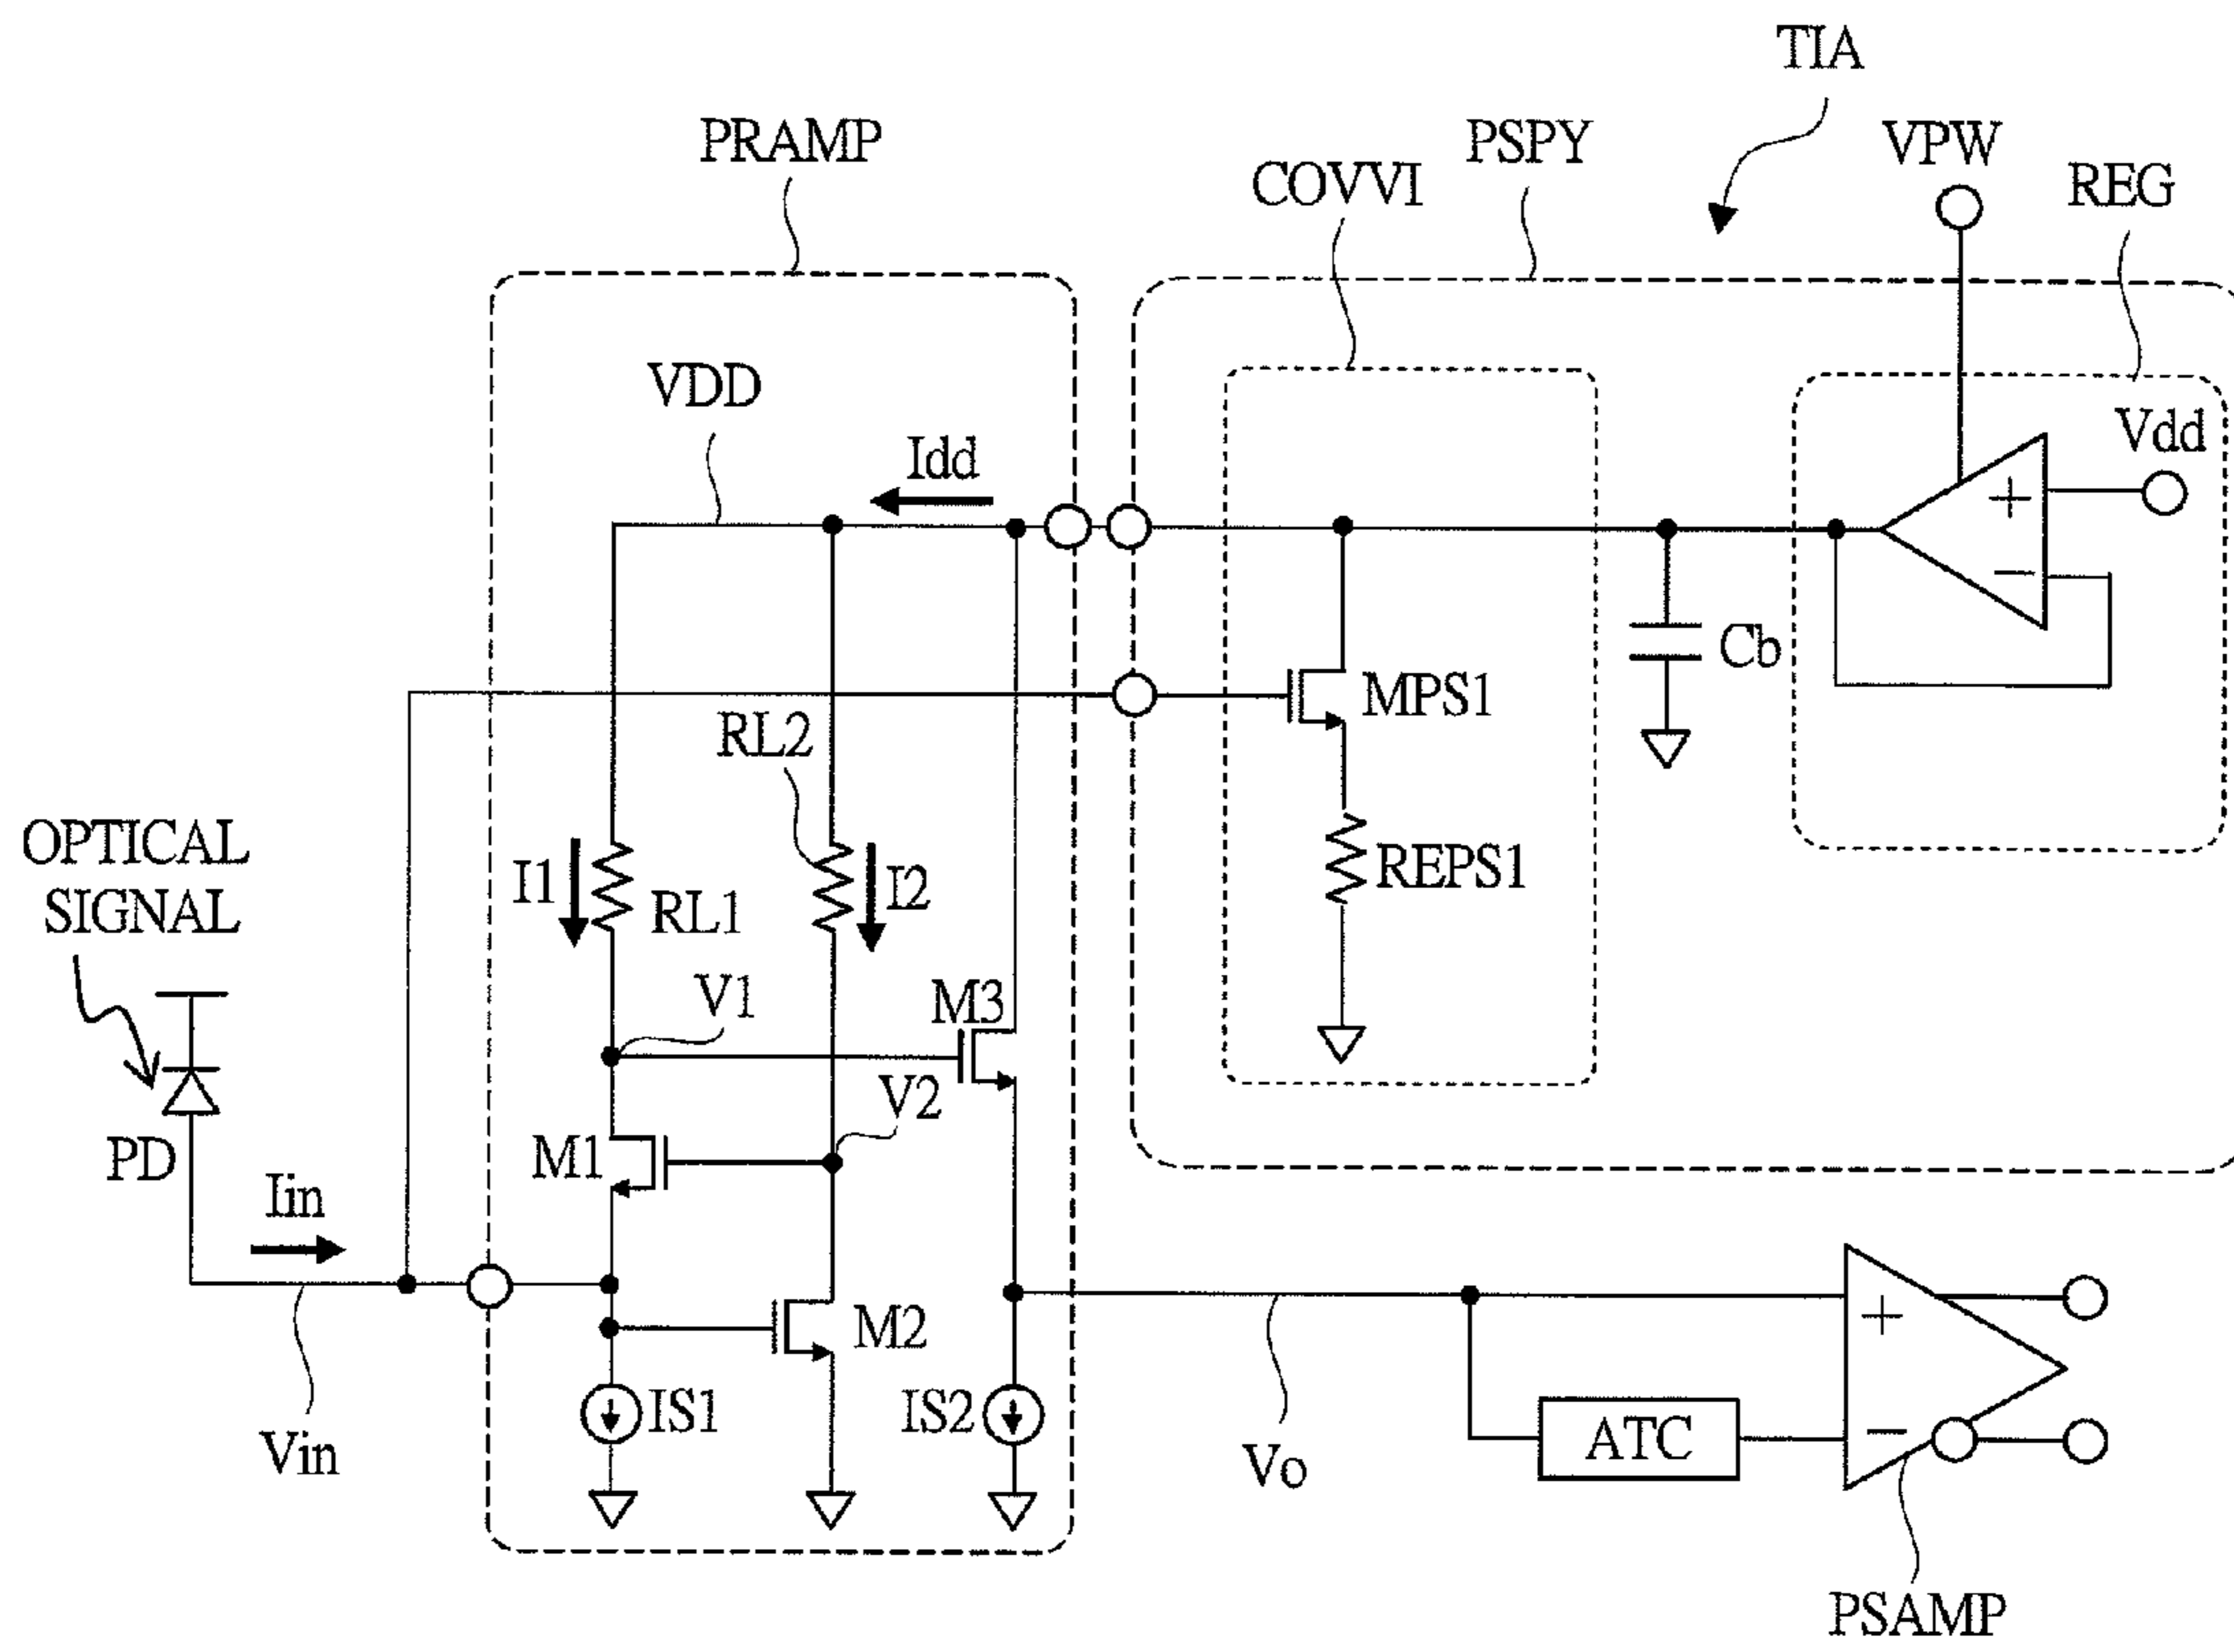 TIA
PRAMP
PSPY
VPW
COVVI
REG
VDD
Vdd
Idd
+
−
Cb
MPS1
RL2
OPTICAL
SIGNAL
I1
RL1
I2
REPS1
V1
M3
V2
M1
PD
Iin
M2
+
IS1
IS2
−
ATC
Vin
Vo
PSAMP